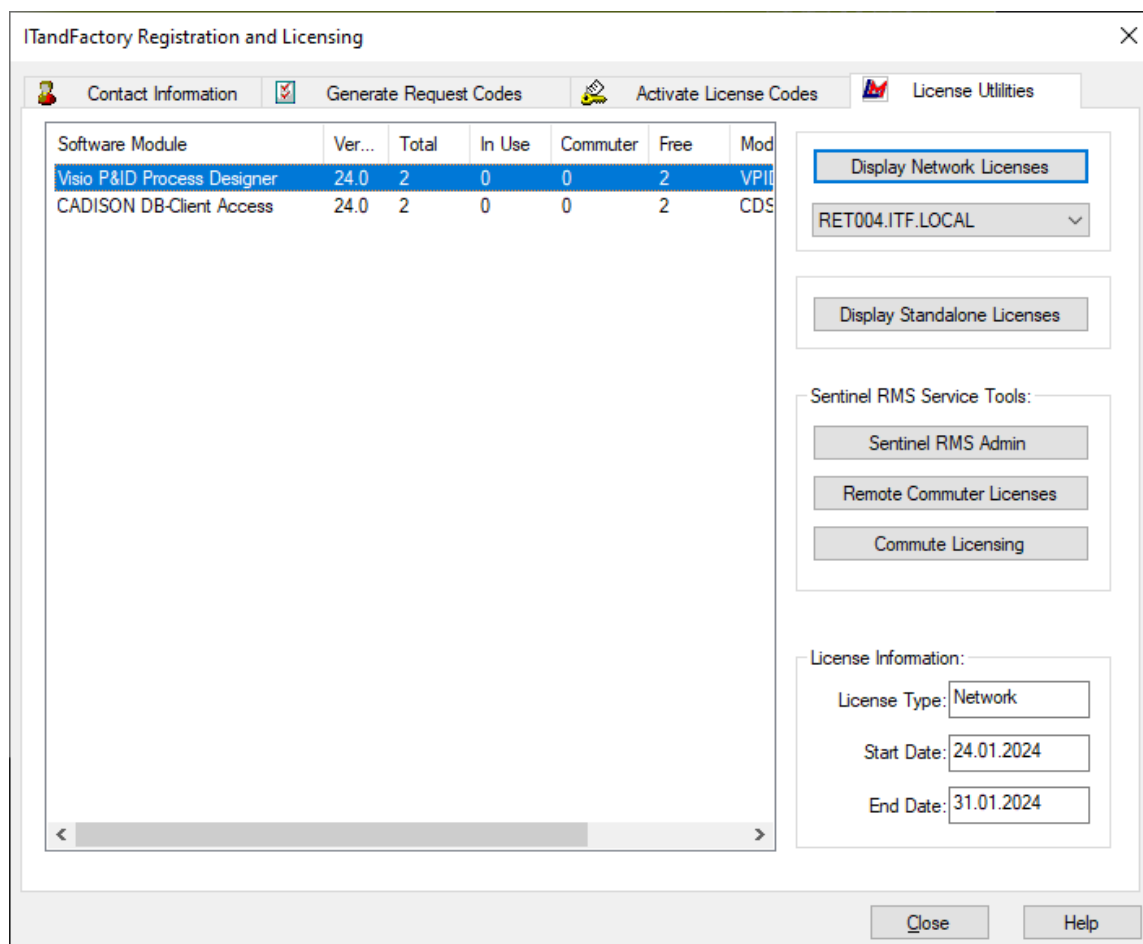 ITandFactory Registration and Licensing
Contact Information
Generate Request Codes
Activate License Codes
License Utlilities
Software Module Ver... Total In Use Commuter Free Mod
Visio P&ID Process Designer 24.0 2 0 0 2 VPID
CADISON DB-Client Access 24.0 2 0 0 2 CDS
Display Network Licenses
RET004.ITF.LOCAL
Display Standalone Licenses
Sentinel RMS Service Tools:
Sentinel RMS Admin
Remote Commuter Licenses
Commute Licensing
License Information:
License Type: Network
Start Date: 24.01.2024
End Date: 31.01.2024
Close Help